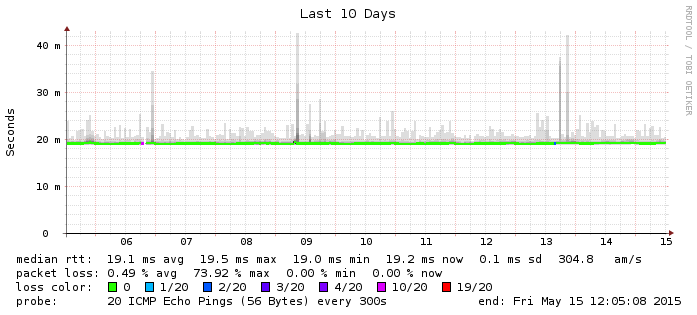 Last 10 Days
RRDTOOL / TOBI OETIKER
Seconds
40 m
30 m
20 m
10 m
0
06 07 08 09 10 11 12 13 14 15
median rtt: 19.1 ms avg 19.5 ms max 19.0 ms min 19.2 ms now 0.1 ms sd 304.8 am/s
packet loss: 0.49 % avg 73.92 % max 0.00 % min 0.00 % now
loss color: 0 1/20 2/20 3/20 4/20 10/20 19/20
probe: 20 ICMP Echo Pings (56 Bytes) every 300s end: Fri May 15 12:05:08 2015